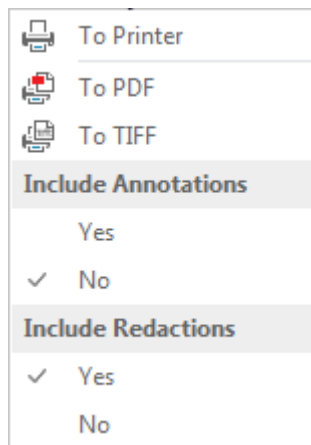 To Printer
To PDF
To TIFF
Include Annotations
Yes
No
Include Redactions
Yes
No